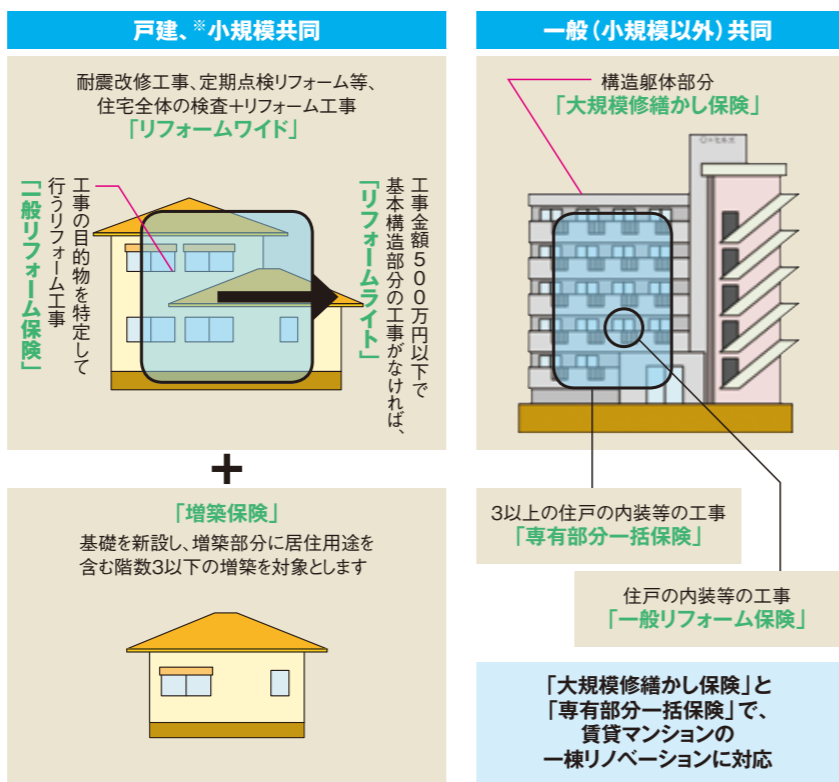 戸建、※小規模共同
耐震改修工事、定期点検リフォーム等、
住宅全体の検査+リフォーム工事
「リフォームワイド」
工事の目的物を特定して
行うリフォーム工事
「一般リフォーム保険」
工事金額500万円以下で
基本構造部分の工事がなければ、
「リフォームライト」
+
「増築保険」
基礎を新設し、増築部分に居住用途を
含む階数3以下の増築を対象とします
一般(小規模以外)共同
構造躯体部分
「大規模修繕かし保険」
3以上の住戸の内装等の工事
「専有部分一括保険」
住戸の内装等の工事
「一般リフォーム保険」
「大規模修繕かし保険」と
「専有部分一括保険」で、
賃貸マンションの
一棟リノベーションに対応